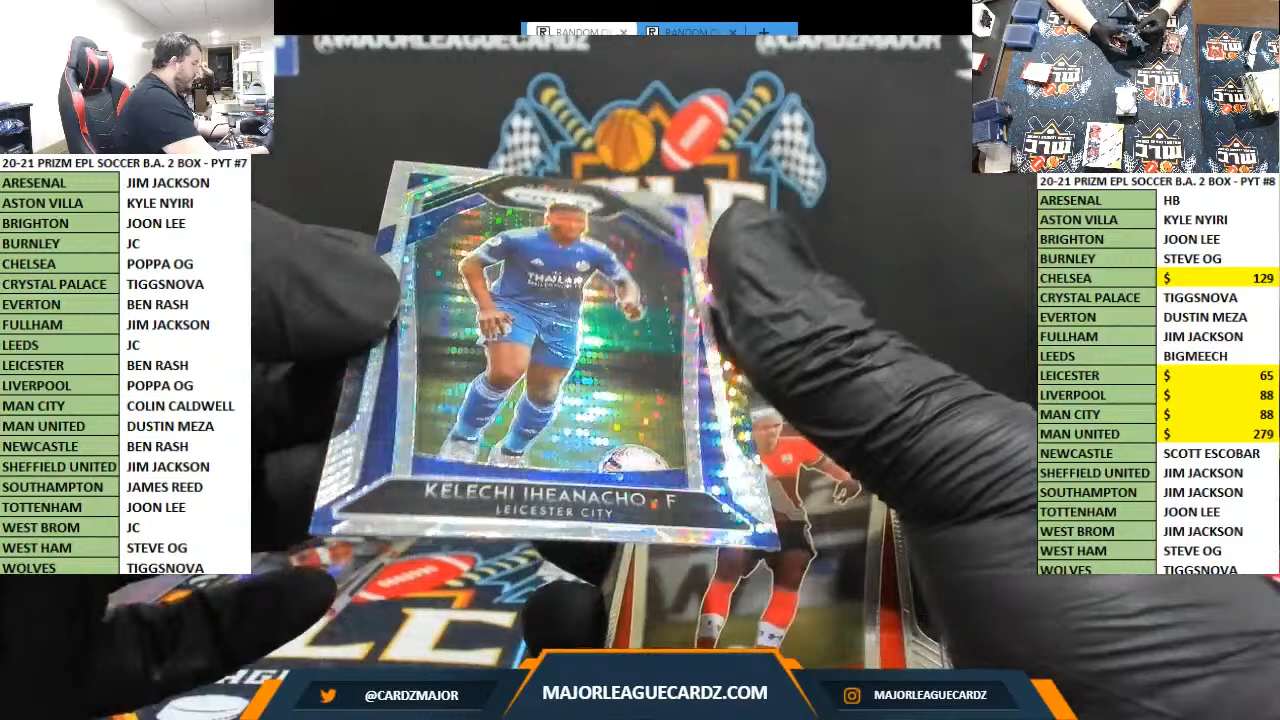 RANDOM
RANDOM
@MAJORLEAGUECARDZ
@CARDZMAJOR
20-21 PRIZM EPL SOCCER B.A. 2 BOX - PYT #7
ARESENAL JIM JACKSON
ASTON VILLA KYLE NYIRI
BRIGHTON JOON LEE
BURNLEY JC
CHELSEA POPPA OG
CRYSTAL PALACE TIGGSNOVA
EVERTON BEN RASH
FULLHAM JIM JACKSON
LEEDS JC
LEICESTER BEN RASH
LIVERPOOL POPPA OG
MAN CITY COLIN CALDWELL
MAN UNITED DUSTIN MEZA
NEWCASTLE BEN RASH
SHEFFIELD UNITED JIM JACKSON
SOUTHAMPTON JAMES REED
TOTTENHAM JOON LEE
WEST BROM JC
WEST HAM STEVE OG
WOLVES TIGGSNOVA
THAILAND
KELECHI IHEANACHO F
LEICESTER CITY
20-21 PRIZM EPL SOCCER B.A. 2 BOX - PYT #8
ARESENAL HB
ASTON VILLA KYLE NYIRI
BRIGHTON JOON LEE
BURNLEY STEVE OG
CHELSEA $ 129
CRYSTAL PALACE TIGGSNOVA
EVERTON DUSTIN MEZA
FULLHAM JIM JACKSON
LEEDS BIGMEECH
LEICESTER $ 65
LIVERPOOL $ 88
MAN CITY $ 88
MAN UNITED $ 279
NEWCASTLE SCOTT ESCOBAR
SHEFFIELD UNITED JIM JACKSON
SOUTHAMPTON JIM JACKSON
TOTTENHAM JOON LEE
WEST BROM JIM JACKSON
WEST HAM STEVE OG
WOLVES TIGGSNOVA
@CARDZMAJOR
MAJORLEAGUECARDZ.COM
MAJORLEAGUECARDZ